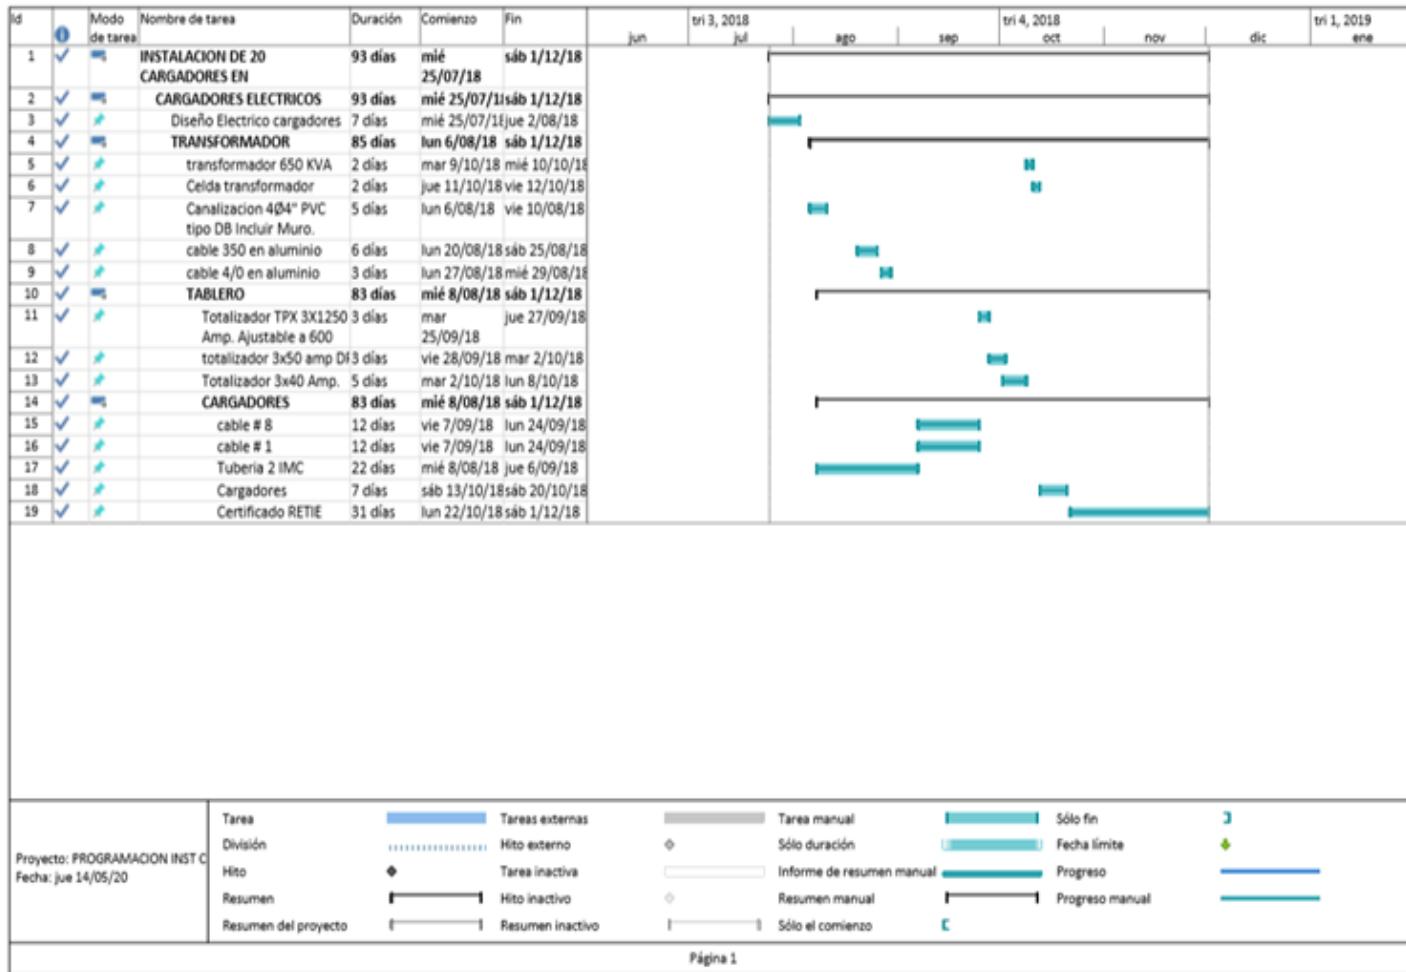 Id Modo de tarea Nombre de tarea Duración Comienzo Fin
tri 3, 2018 tri 4, 2018 tri 1, 2019
jun jul ago sep oct nov dic ene
1 INSTALACION DE 20 CARGADORES EN 93 días mié 25/07/18 sáb 1/12/18
2 CARGADORES ELECTRICOS 93 días mié 25/07/18 sáb 1/12/18
3 Diseño Electrico cargadores 7 días mié 25/07/18 jue 2/08/18
4 TRANSFORMADOR 85 días lun 6/08/18 sáb 1/12/18
5 transformador 650 KVA 2 días mar 9/10/18 mié 10/10/18
6 Celda transformador 2 días jue 11/10/18 vie 12/10/18
7 Canalizacion 4Ø4" PVC tipo DB Incluir Muro. 5 días lun 6/08/18 vie 10/08/18
8 cable 350 en aluminio 6 días lun 20/08/18 sáb 25/08/18
9 cable 4/0 en aluminio 3 días lun 27/08/18 mié 29/08/18
10 TABLERO 83 días mié 8/08/18 sáb 1/12/18
11 Totalizador TPX 3X1250 Amp. Ajustable a 600 3 días mar 25/09/18 jue 27/09/18
12 totalizador 3x50 amp 3 días vie 28/09/18 mar 2/10/18
13 Totalizador 3x40 Amp. 5 días mar 2/10/18 lun 8/10/18
14 CARGADORES 83 días mié 8/08/18 sáb 1/12/18
15 cable # 8 12 días vie 7/09/18 lun 24/09/18
16 cable # 1 12 días vie 7/09/18 lun 24/09/18
17 Tuberia 2 IMC 22 días mié 8/08/18 jue 6/09/18
18 Cargadores 7 días sáb 13/10/18 sáb 20/10/18
19 Certificado RETIE 31 días lun 22/10/18 sáb 1/12/18
Proyecto: PROGRAMACION INST C
Fecha: jue 14/05/20
Tarea Tareas externas Tarea manual Sólo fin
División Hito externo Sólo duración Fecha límite
Hito Tarea inactiva Informe de resumen manual Progreso
Resumen Hito inactivo Resumen manual Progreso manual
Resumen del proyecto Resumen inactivo Sólo el comienzo
Página 1